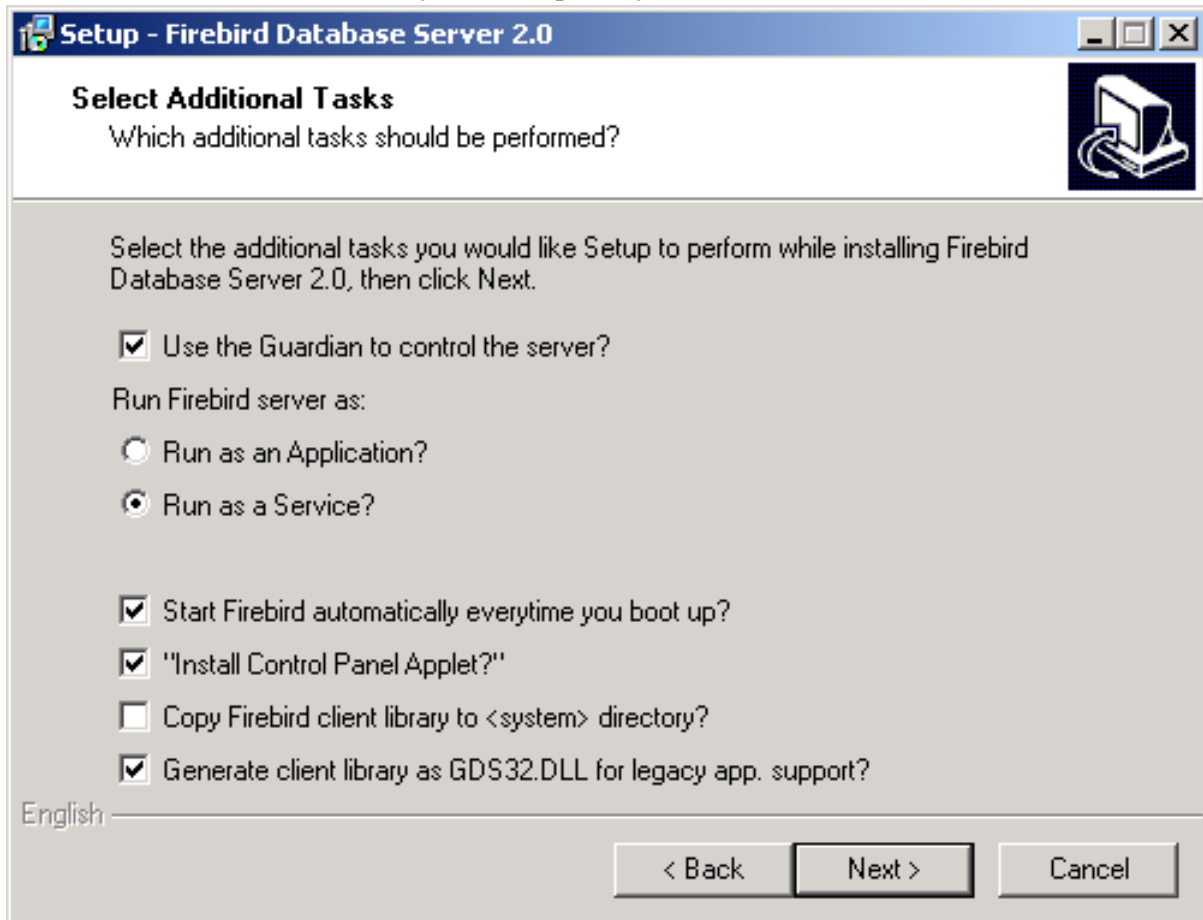 Setup - Firebird Database Server 2.0
Select Additional Tasks
Which additional tasks should be performed?
Select the additional tasks you would like Setup to perform while installing Firebird
Database Server 2.0, then click Next.
Use the Guardian to control the server?
Run Firebird server as:
Run as an Application?
Run as a Service?
Start Firebird automatically everytime you boot up?
"Install Control Panel Applet?"
Copy Firebird client library to <system> directory?
Generate client library as GDS32.DLL for legacy app. support?
English
< Back Next > Cancel